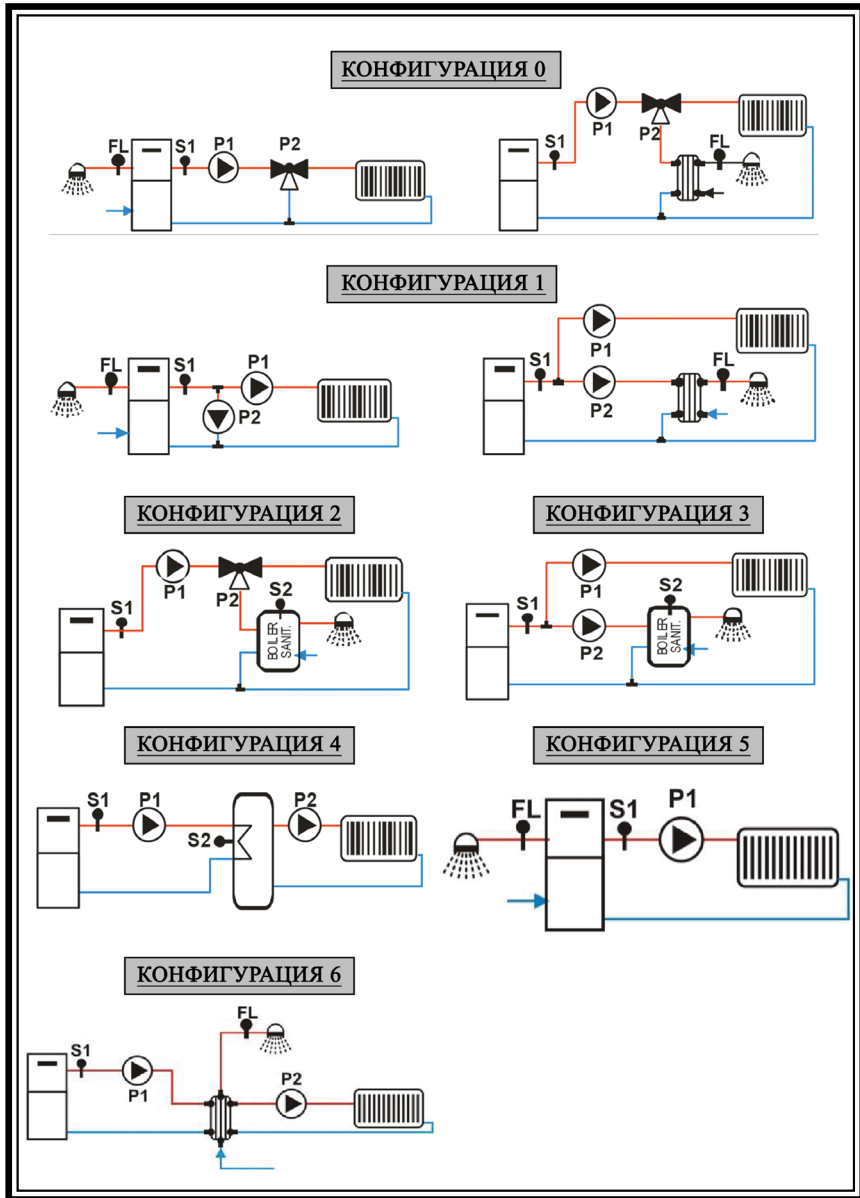 КОНФИГУРАЦИЯ 0
FL S1 P1 P2
S1 P1 P2 FL
КОНФИГУРАЦИЯ 1
FL S1 P1 P2
S1 P1 P2 FL
КОНФИГУРАЦИЯ 2
S1 P1 P2 S2
BOILER
SANIT.
КОНФИГУРАЦИЯ 3
S1 P1 P2 S2
BOILER
SANIT.
КОНФИГУРАЦИЯ 4
S1 P1 S2 P2
КОНФИГУРАЦИЯ 5
FL S1 P1
КОНФИГУРАЦИЯ 6
S1 P1 FL P2